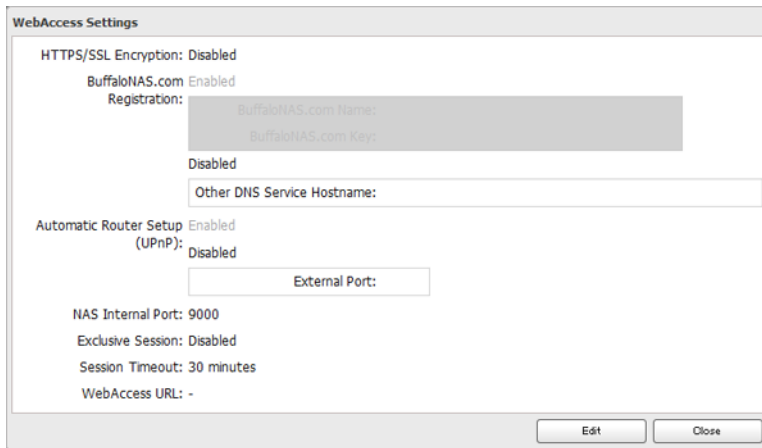 WebAccess Settings
HTTPS/SSL Encryption: Disabled
BuffaloNAS.com Enabled
Registration:
BuffaloNAS.com Name:
BuffaloNAS.com Key:
Disabled
Other DNS Service Hostname:
Automatic Router Setup Enabled
(UPnP):
Disabled
External Port:
NAS Internal Port: 9000
Exclusive Session: Disabled
Session Timeout: 30 minutes
WebAccess URL: -
Edit Close